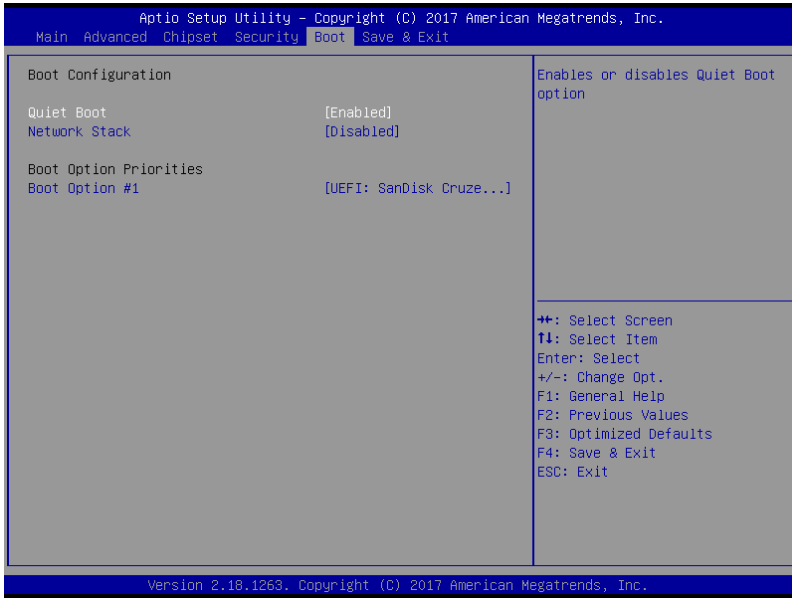 Aptio Setup Utility – Copyright (C) 2017 American Megatrends, Inc.
Main Advanced Chipset Security Boot Save & Exit
Boot Configuration
Quiet Boot [Enabled]
Network Stack [Disabled]
Boot Option Priorities
Boot Option #1 [UEFI: SanDisk Cruze...]
Enables or disables Quiet Boot
option
→←: Select Screen
↑↓: Select Item
Enter: Select
+/-: Change Opt.
F1: General Help
F2: Previous Values
F3: Optimized Defaults
F4: Save & Exit
ESC: Exit
Version 2.18.1263. Copyright (C) 2017 American Megatrends, Inc.